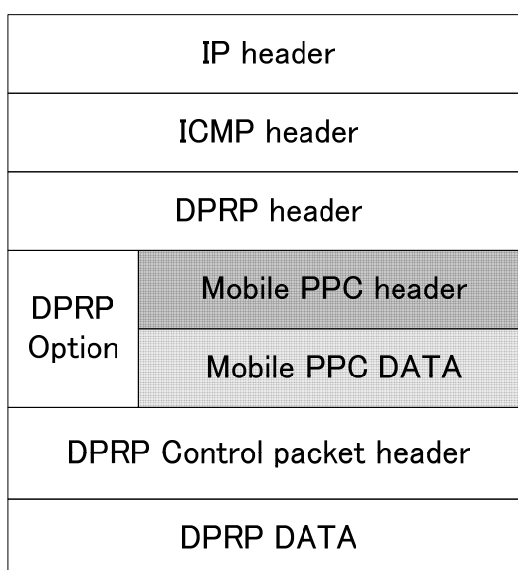 IP header
ICMP header
DPRP header
DPRP
Option
Mobile PPC header
Mobile PPC DATA
DPRP Control packet header
DPRP DATA